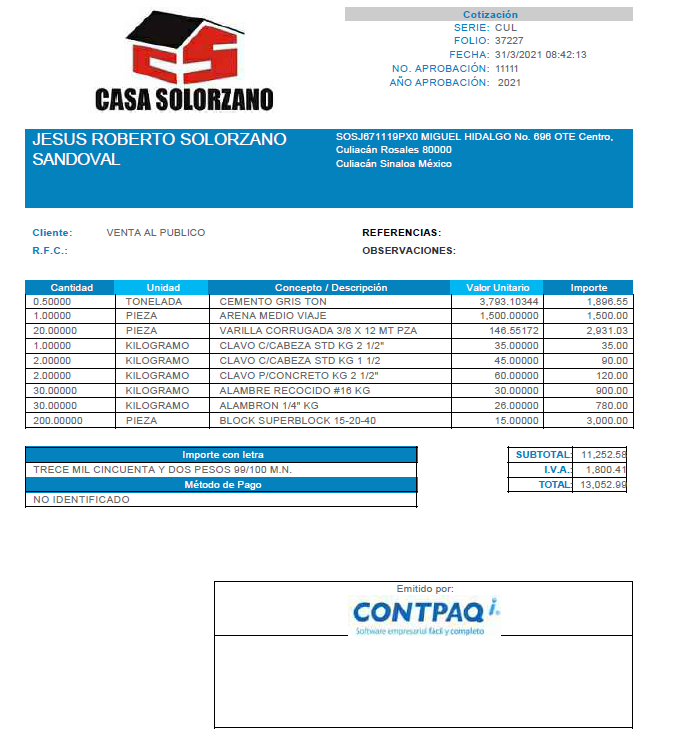 CASA SOLORZANO
Cotización
SERIE: CUL
FOLIO: 37227
FECHA: 31/3/2021 08:42:13
NO. APROBACIÓN: 11111
AÑO APROBACIÓN: 2021
JESUS ROBERTO SOLORZANO
SANDOVAL
SOSJ671119PX0 MIGUEL HIDALGO No. 696 OTE Centro,
Culiacán Rosales 80000
Culiacán Sinaloa México
Cliente: VENTA AL PUBLICO
R.F.C.:
REFERENCIAS:
OBSERVACIONES:
Cantidad Unidad Concepto / Descripción Valor Unitario Importe
0.50000 TONELADA CEMENTO GRIS TON 3,793.10344 1,896.55
1.00000 PIEZA ARENA MEDIO VIAJE 1,500.00000 1,500.00
20.00000 PIEZA VARILLA CORRUGADA 3/8 X 12 MT PZA 146.55172 2,931.03
1.00000 KILOGRAMO CLAVO C/CABEZA STD KG 2 1/2" 35.00000 35.00
2.00000 KILOGRAMO CLAVO C/CABEZA STD KG 1 1/2 45.00000 90.00
2.00000 KILOGRAMO CLAVO P/CONCRETO KG 2 1/2" 60.00000 120.00
30.00000 KILOGRAMO ALAMBRE RECOCIDO #16 KG 30.00000 900.00
30.00000 KILOGRAMO ALAMBRON 1/4" KG 26.00000 780.00
200.00000 PIEZA BLOCK SUPERBLOCK 15-20-40 15.00000 3,000.00
Importe con letra
TRECE MIL CINCUENTA Y DOS PESOS 99/100 M.N.
Método de Pago
NO IDENTIFICADO
SUBTOTAL: 11,252.58
I.V.A.: 1,800.41
TOTAL: 13,052.99
Emitido por:
CONTPAQ i.
Software empresarial fácil y completo